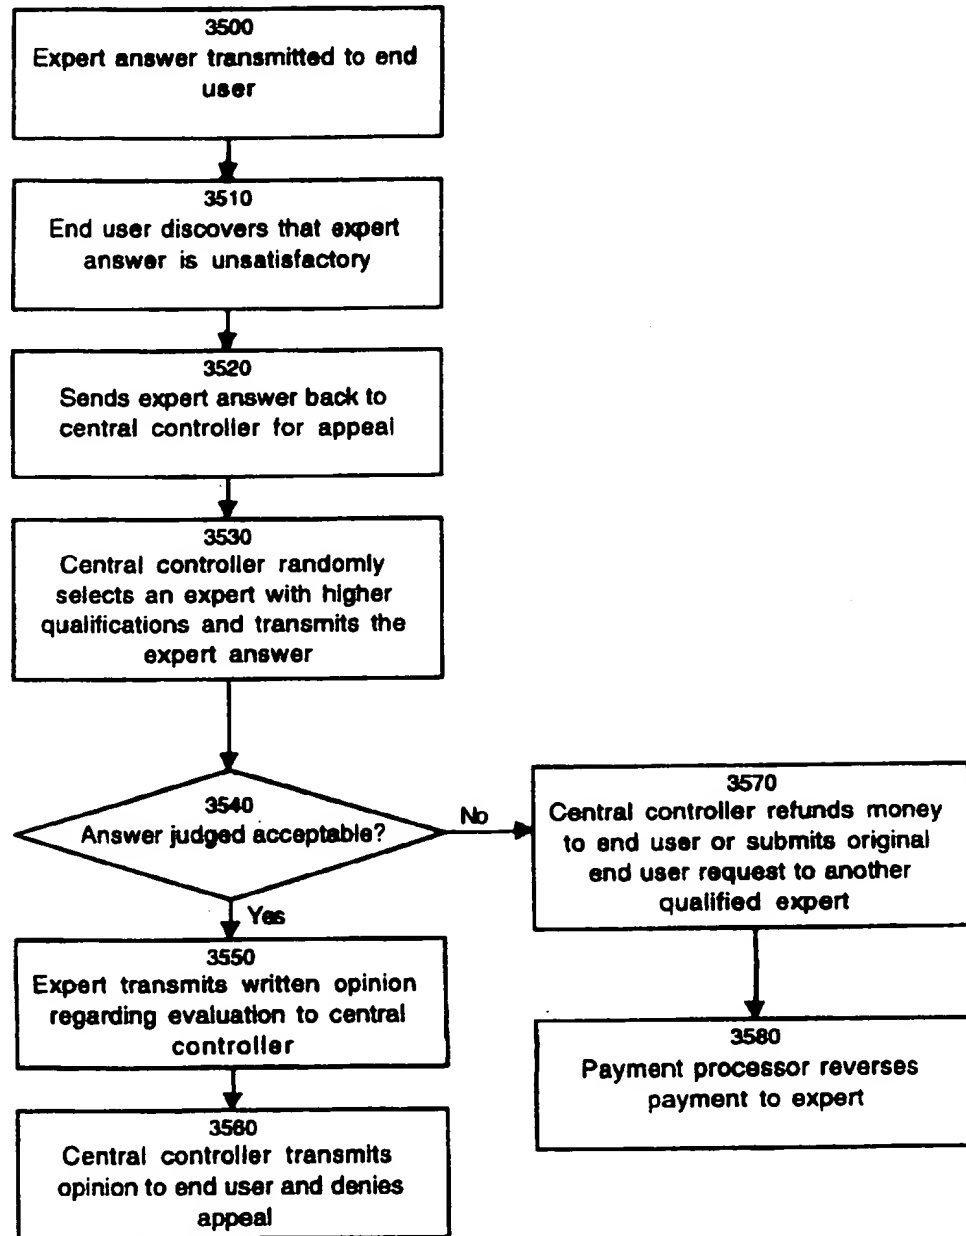 3500
Expert answer transmitted to end
user
3510
End user discovers that expert
answer is unsatisfactory
3520
Sends expert answer back to
central controller for appeal
3530
Central controller randomly
selects an expert with higher
qualifications and transmits the
expert answer
3540
Answer judged acceptable?
No
Yes
3570
Central controller refunds money
to end user or submits original
end user request to another
qualified expert
3550
Expert transmits written opinion
regarding evaluation to central
controller
3580
Payment processor reverses
payment to expert
3560
Central controller transmits
opinion to end user and denies
appeal